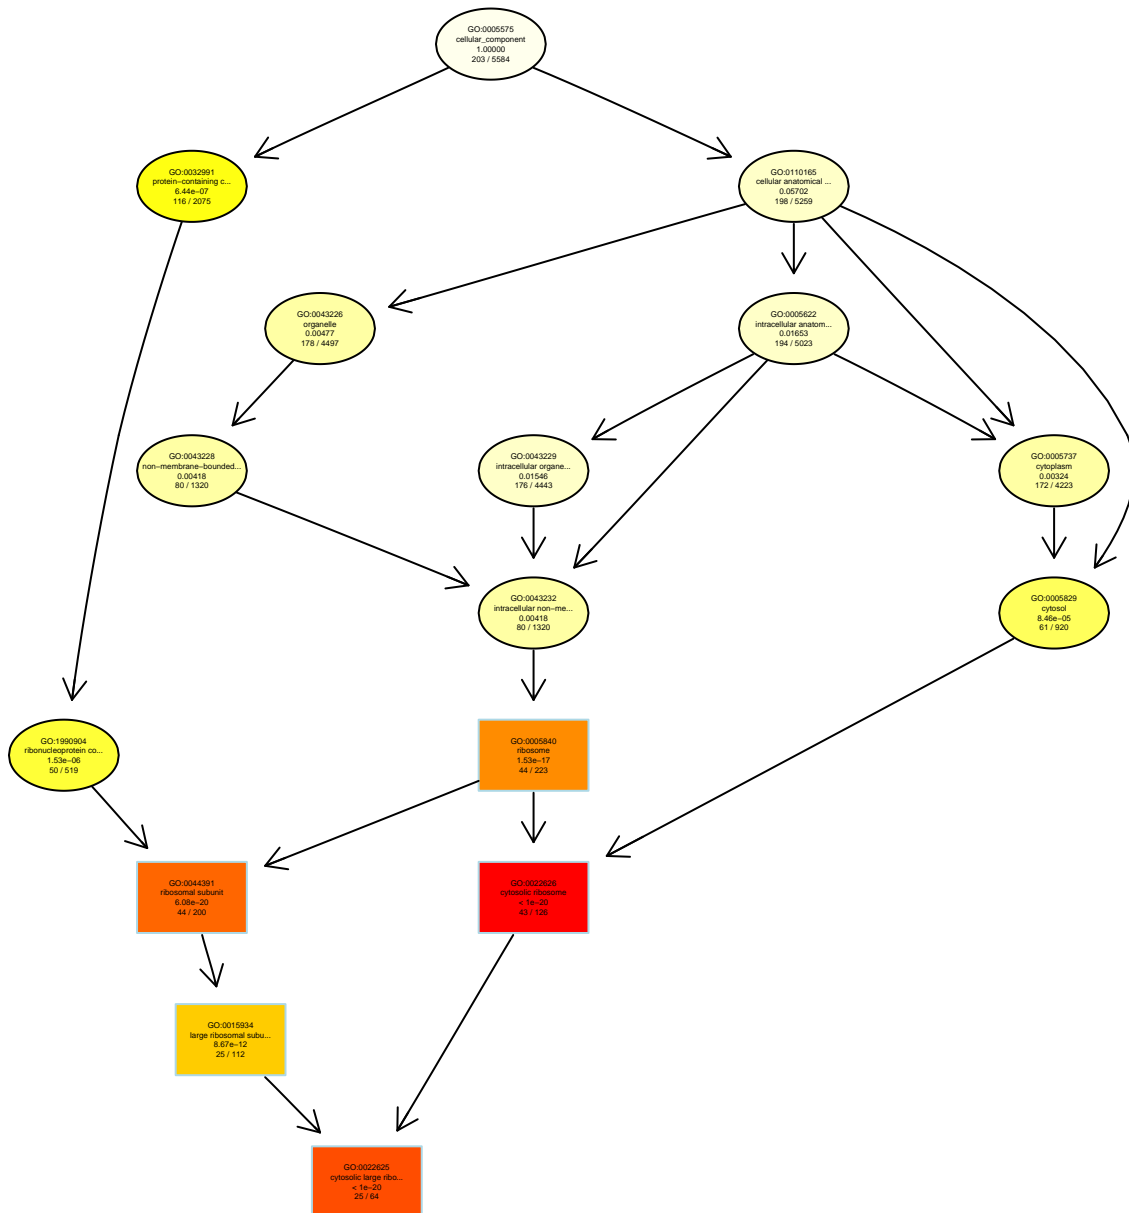 GO:0005575
cellular_component
1.00000
203 / 5584
GO:0032991
protein−containing c...
6.44e−07
116 / 2075
GO:0110165
cellular anatomical ...
0.05702
198 / 5259
GO:0043226
organelle
0.00477
178 / 4497
GO:0005622
intracellular anatom...
0.01653
194 / 5023
GO:0043228
non−membrane−bounded...
0.00418
80 / 1320
GO:0043229
intracellular organe...
0.01546
176 / 4443
GO:0005737
cytoplasm
0.00324
172 / 4223
GO:0043232
intracellular non−me...
0.00418
80 / 1320
GO:0005829
cytosol
8.46e−05
61 / 920
GO:1990904
ribonucleoprotein co...
1.53e−06
50 / 519
GO:0005840
ribosome
1.53e−17
44 / 223
GO:0044391
ribosomal subunit
6.08e−20
44 / 200
GO:0022626
cytosolic ribosome
< 1e−20
43 / 126
GO:0015934
large ribosomal subu...
8.67e−12
25 / 112
GO:0022625
cytosolic large ribo...
< 1e−20
25 / 64